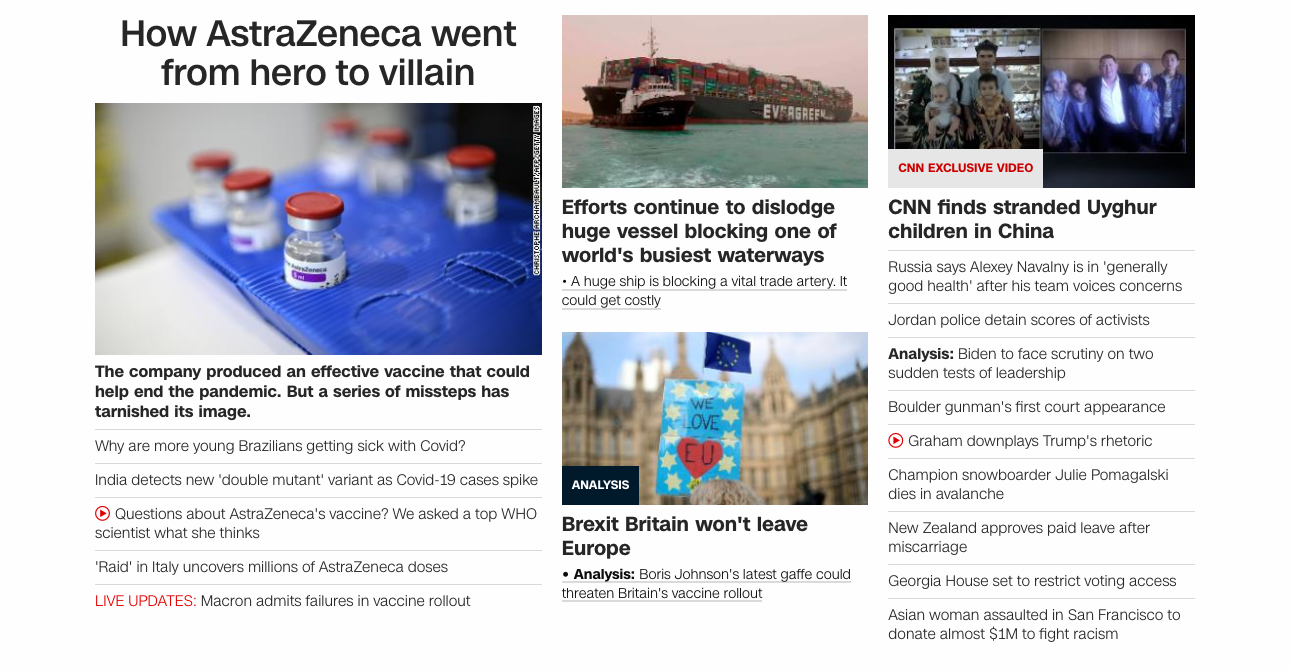 How AstraZeneca went
from hero to villain
CHRISTOPHE ARCHAMBAULT/AFP/GETTY IMAGES
AstraZeneca
The company produced an effective vaccine that could
help end the pandemic. But a series of missteps has
tarnished its image.
Why are more young Brazilians getting sick with Covid?
India detects new 'double mutant' variant as Covid-19 cases spike
Questions about AstraZeneca's vaccine? We asked a top WHO
scientist what she thinks
'Raid' in Italy uncovers millions of AstraZeneca doses
LIVE UPDATES: Macron admits failures in vaccine rollout
EVERGREEN
Efforts continue to dislodge
huge vessel blocking one of
world's busiest waterways
• A huge ship is blocking a vital trade artery. It
could get costly
WE
LOVE
EU
ANALYSIS
Brexit Britain won't leave
Europe
• Analysis: Boris Johnson's latest gaffe could
threaten Britain's vaccine rollout
CNN EXCLUSIVE VIDEO
CNN finds stranded Uyghur
children in China
Russia says Alexey Navalny is in 'generally
good health' after his team voices concerns
Jordan police detain scores of activists
Analysis: Biden to face scrutiny on two
sudden tests of leadership
Boulder gunman's first court appearance
Graham downplays Trump's rhetoric
Champion snowboarder Julie Pomagalski
dies in avalanche
New Zealand approves paid leave after
miscarriage
Georgia House set to restrict voting access
Asian woman assaulted in San Francisco to
donate almost $1M to fight racism